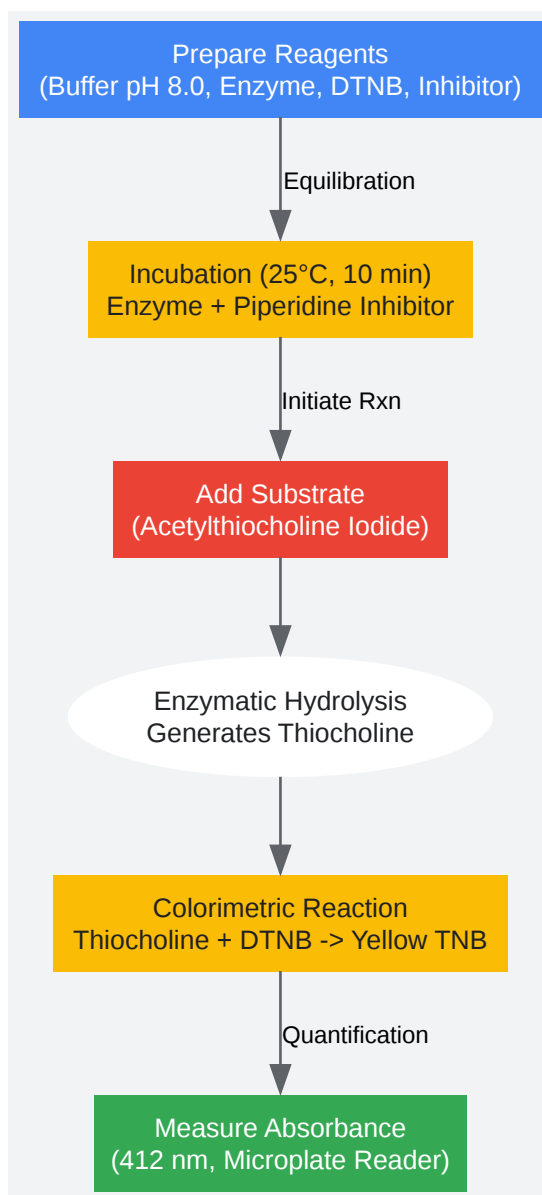 Prepare Reagents
(Buffer pH 8.0, Enzyme, DTNB, Inhibitor)
Equilibration
Incubation (25°C, 10 min)
Enzyme + Piperidine Inhibitor
Initiate Rxn
Add Substrate
(Acetylthiocholine Iodide)
Enzymatic Hydrolysis
Generates Thiocholine
Colorimetric Reaction
Thiocholine + DTNB -> Yellow TNB
Quantification
Measure Absorbance
(412 nm, Microplate Reader)